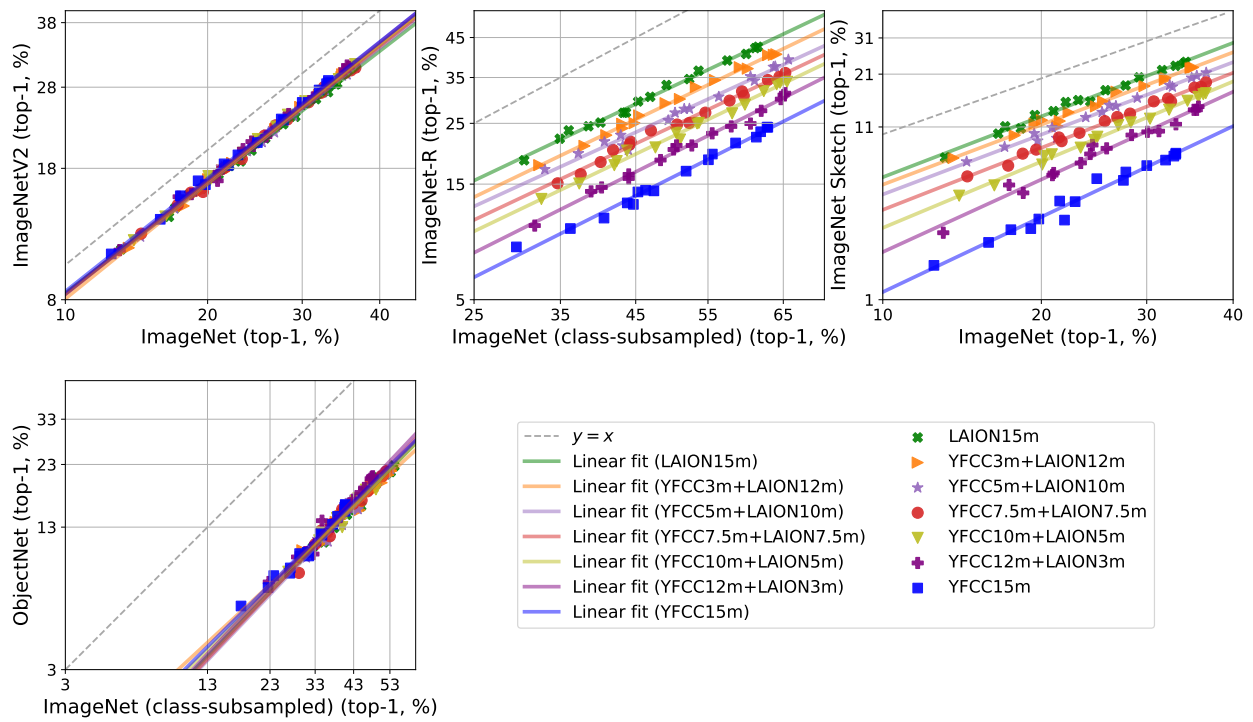 38
28
18
8
10
20
30
40
ImageNetV2 (top-1, %)
ImageNet (top-1, %)
45
35
25
15
5
25
35
45
55
65
ImageNet-R (top-1, %)
ImageNet (class-subsampled) (top-1, %)
31
21
11
1
10
20
30
40
ImageNet Sketch (top-1, %)
ImageNet (top-1, %)
33
23
13
3
3
13
23
33
43
53
ObjectNet (top-1, %)
ImageNet (class-subsampled) (top-1, %)
y = x
Linear fit (LAION15m)
Linear fit (YFCC3m+LAION12m)
Linear fit (YFCC5m+LAION10m)
Linear fit (YFCC7.5m+LAION7.5m)
Linear fit (YFCC10m+LAION5m)
Linear fit (YFCC12m+LAION3m)
Linear fit (YFCC15m)
LAION15m
YFCC3m+LAION12m
YFCC5m+LAION10m
YFCC7.5m+LAION7.5m
YFCC10m+LAION5m
YFCC12m+LAION3m
YFCC15m